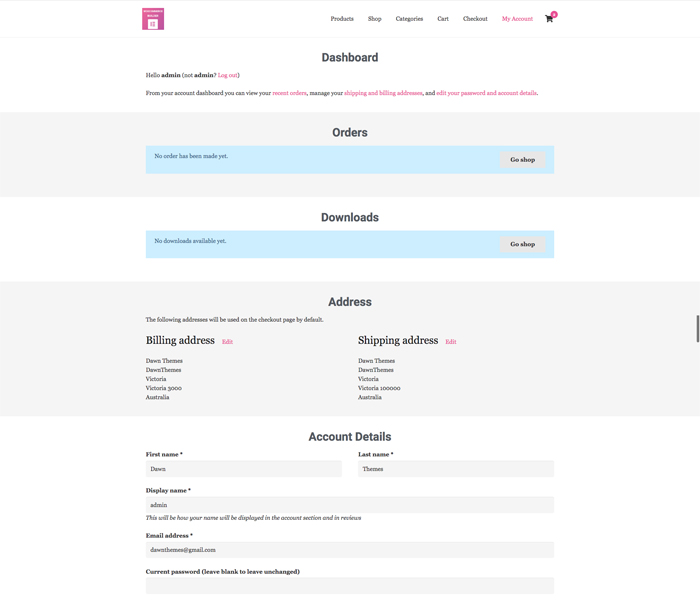 Products Shop Categories Cart Checkout My Account 0
Dashboard
Hello admin (not admin? Log out)
From your account dashboard you can view your recent orders, manage your shipping and billing addresses, and edit your password and account details.
Orders
No order has been made yet. Go shop
Downloads
No downloads available yet. Go shop
Address
The following addresses will be used on the checkout page by default.
Billing address Edit
Dawn Themes
DawnThemes
Victoria
Victoria 3000
Australia
Shipping address Edit
Dawn Themes
DawnThemes
Victoria
Victoria 100000
Australia
Account Details
First name * Last name *
Dawn Themes
Display name *
admin
This will be how your name will be displayed in the account section and in reviews
Email address *
dawnthemes@gmail.com
Current password (leave blank to leave unchanged)